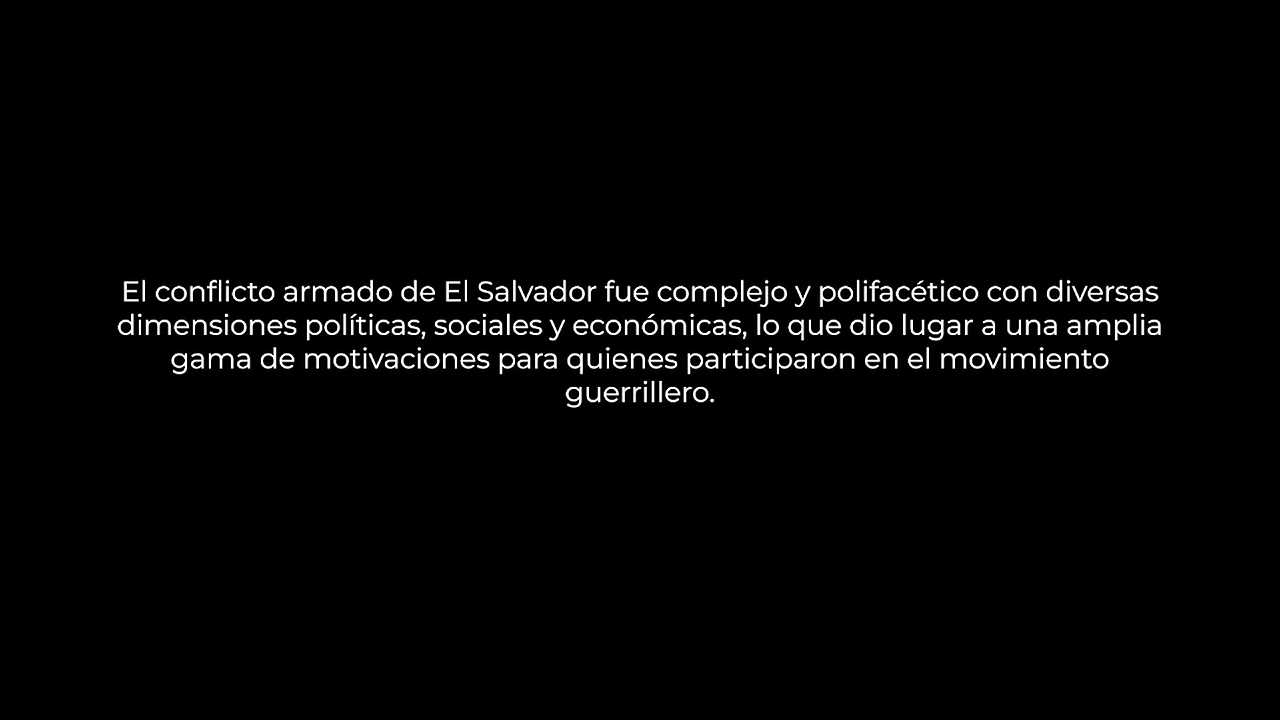 El conflicto armado de El Salvador fue complejo y polifacético con diversas
dimensiones políticas, sociales y económicas, lo que dio lugar a una amplia
gama de motivaciones para quienes participaron en el movimiento
guerrillero.